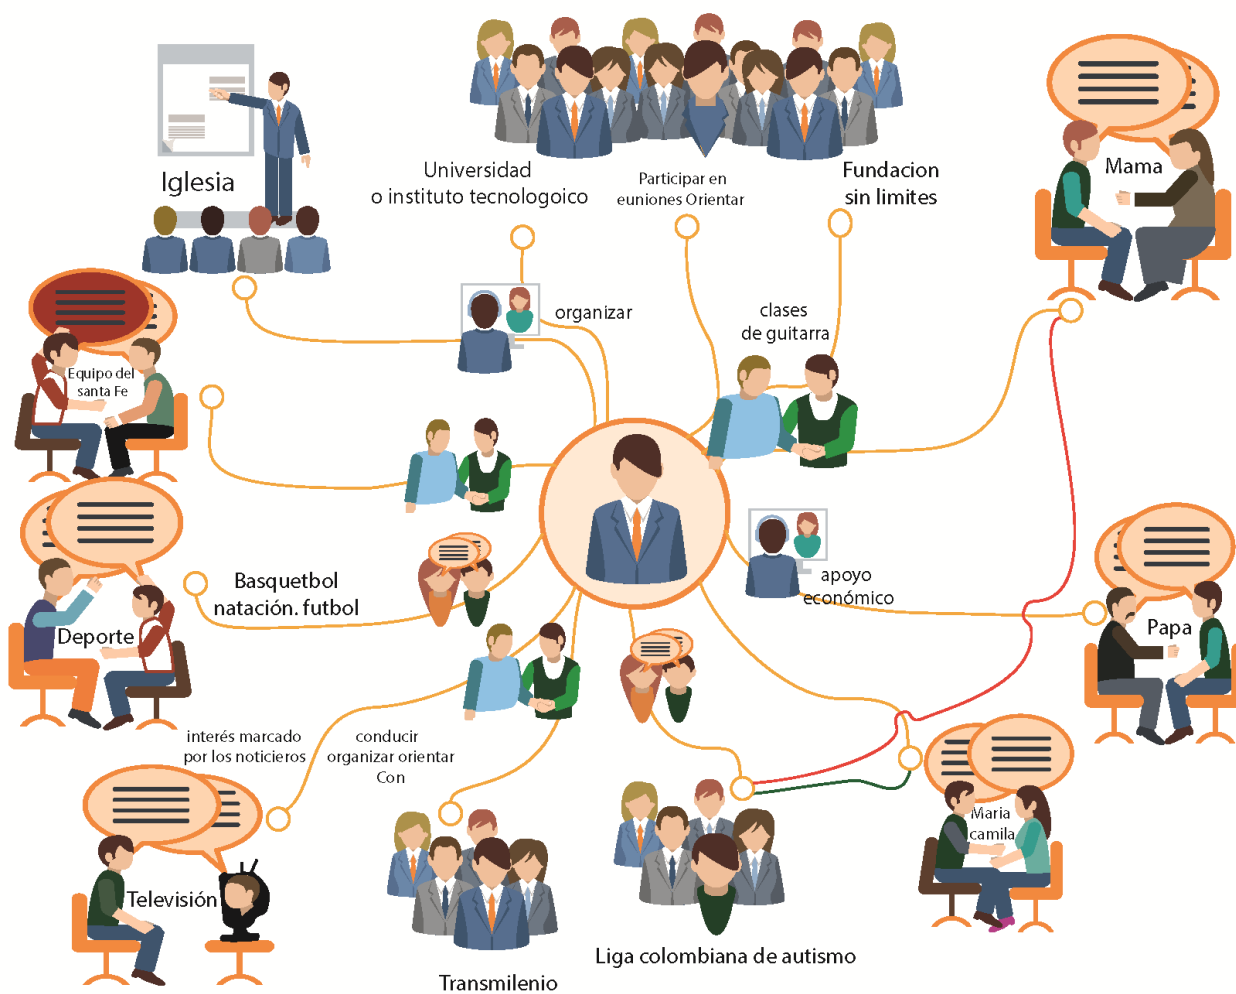 Iglesia
Universidad
o instituto tecnologoico
Participar en
euniones Orientar
Fundacion
sin limites
Mama
organizar
clases
de guitarra
Equipo del
santa Fe
Basquetbol
natación. futbol
Deporte
apoyo
económico
Papa
interés marcado
por los noticieros
conducir
organizar orientar
Con
Maria
camila
Televisión
Transmilenio
Liga colombiana de autismo